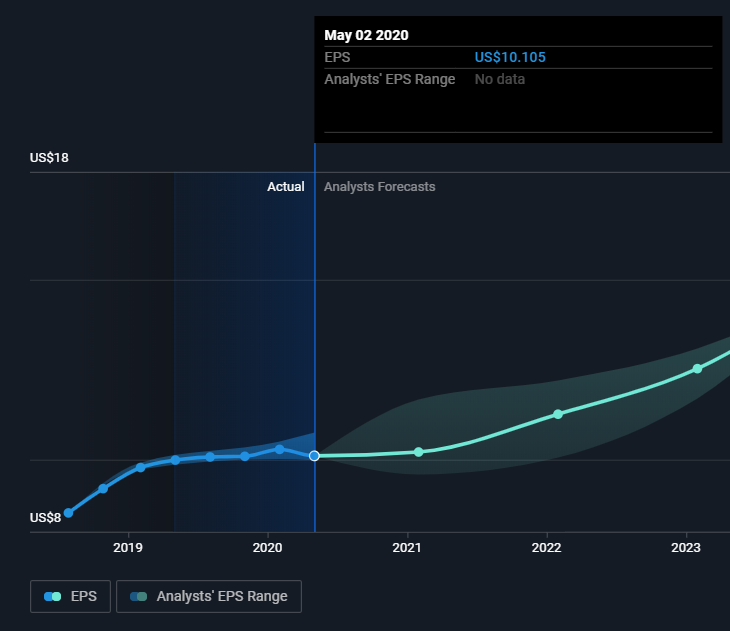 May 02 2020
EPS US$10.105
Analysts' EPS Range No data
US$18
Actual Analysts Forecasts
US$8
2019 2020 2021 2022 2023
EPS Analysts' EPS Range